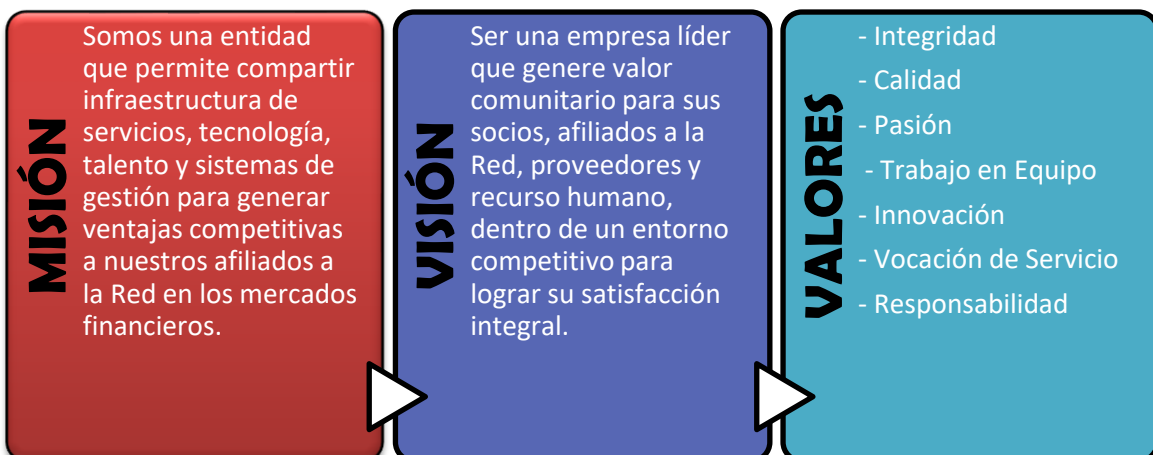 MISIÓN
Somos una entidad
que permite compartir
infraestructura de
servicios, tecnología,
talento y sistemas de
gestión para generar
ventajas competitivas
a nuestros afiliados a
la Red en los mercados
financieros.
VISIÓN
Ser una empresa líder
que genere valor
comunitario para sus
socios, afiliados a la
Red, proveedores y
recurso humano,
dentro de un entorno
competitivo para
lograr su satisfacción
integral.
VALORES
- Integridad
- Calidad
- Pasión
- Trabajo en Equipo
- Innovación
- Vocación de Servicio
- Responsabilidad